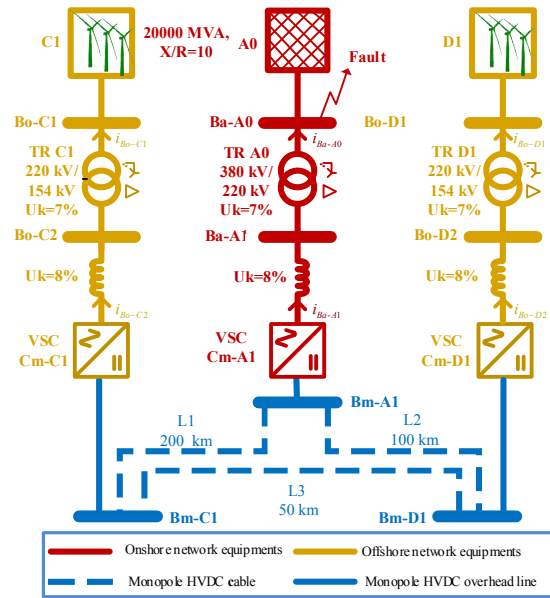 C1
20000 MVA,
X/R=10
A0
D1
Fault
Bo-C1
Ba-A0
Bo-D1
iBo-C1
iBa-A0
iBo-D1
TR C1
220 kV/
154 kV
Uk=7%
TR A0
380 kV/
220 kV
Uk=7%
TR D1
220 kV/
154 kV
Uk=7%
Bo-C2
Ba-A1
Bo-D2
Uk=8%
Uk=8%
Uk=8%
iBo-C2
iBa-A1
iBo-D2
VSC
Cm-C1
VSC
Cm-A1
VSC
Cm-D1
Bm-A1
L1
200 km
L2
100 km
L3
50 km
Bm-C1
Bm-D1
Onshore network equipments
Offshore network equipments
Monopole HVDC cable
Monopole HVDC overhead line